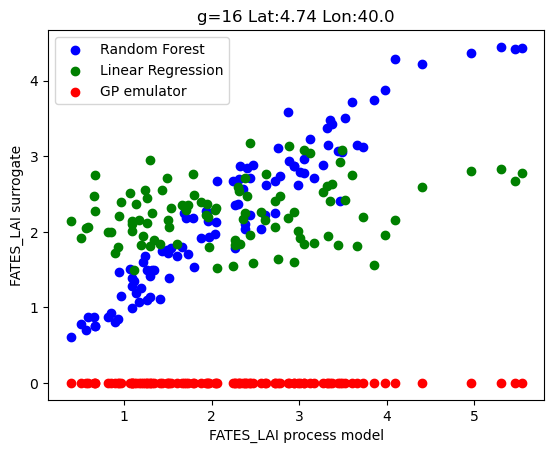 g=16 Lat:4.74 Lon:40.0
Random Forest
Linear Regression
GP emulator
FATES_LAI surrogate
4
3
2
1
0
1 2 3 4 5
FATES_LAI process model